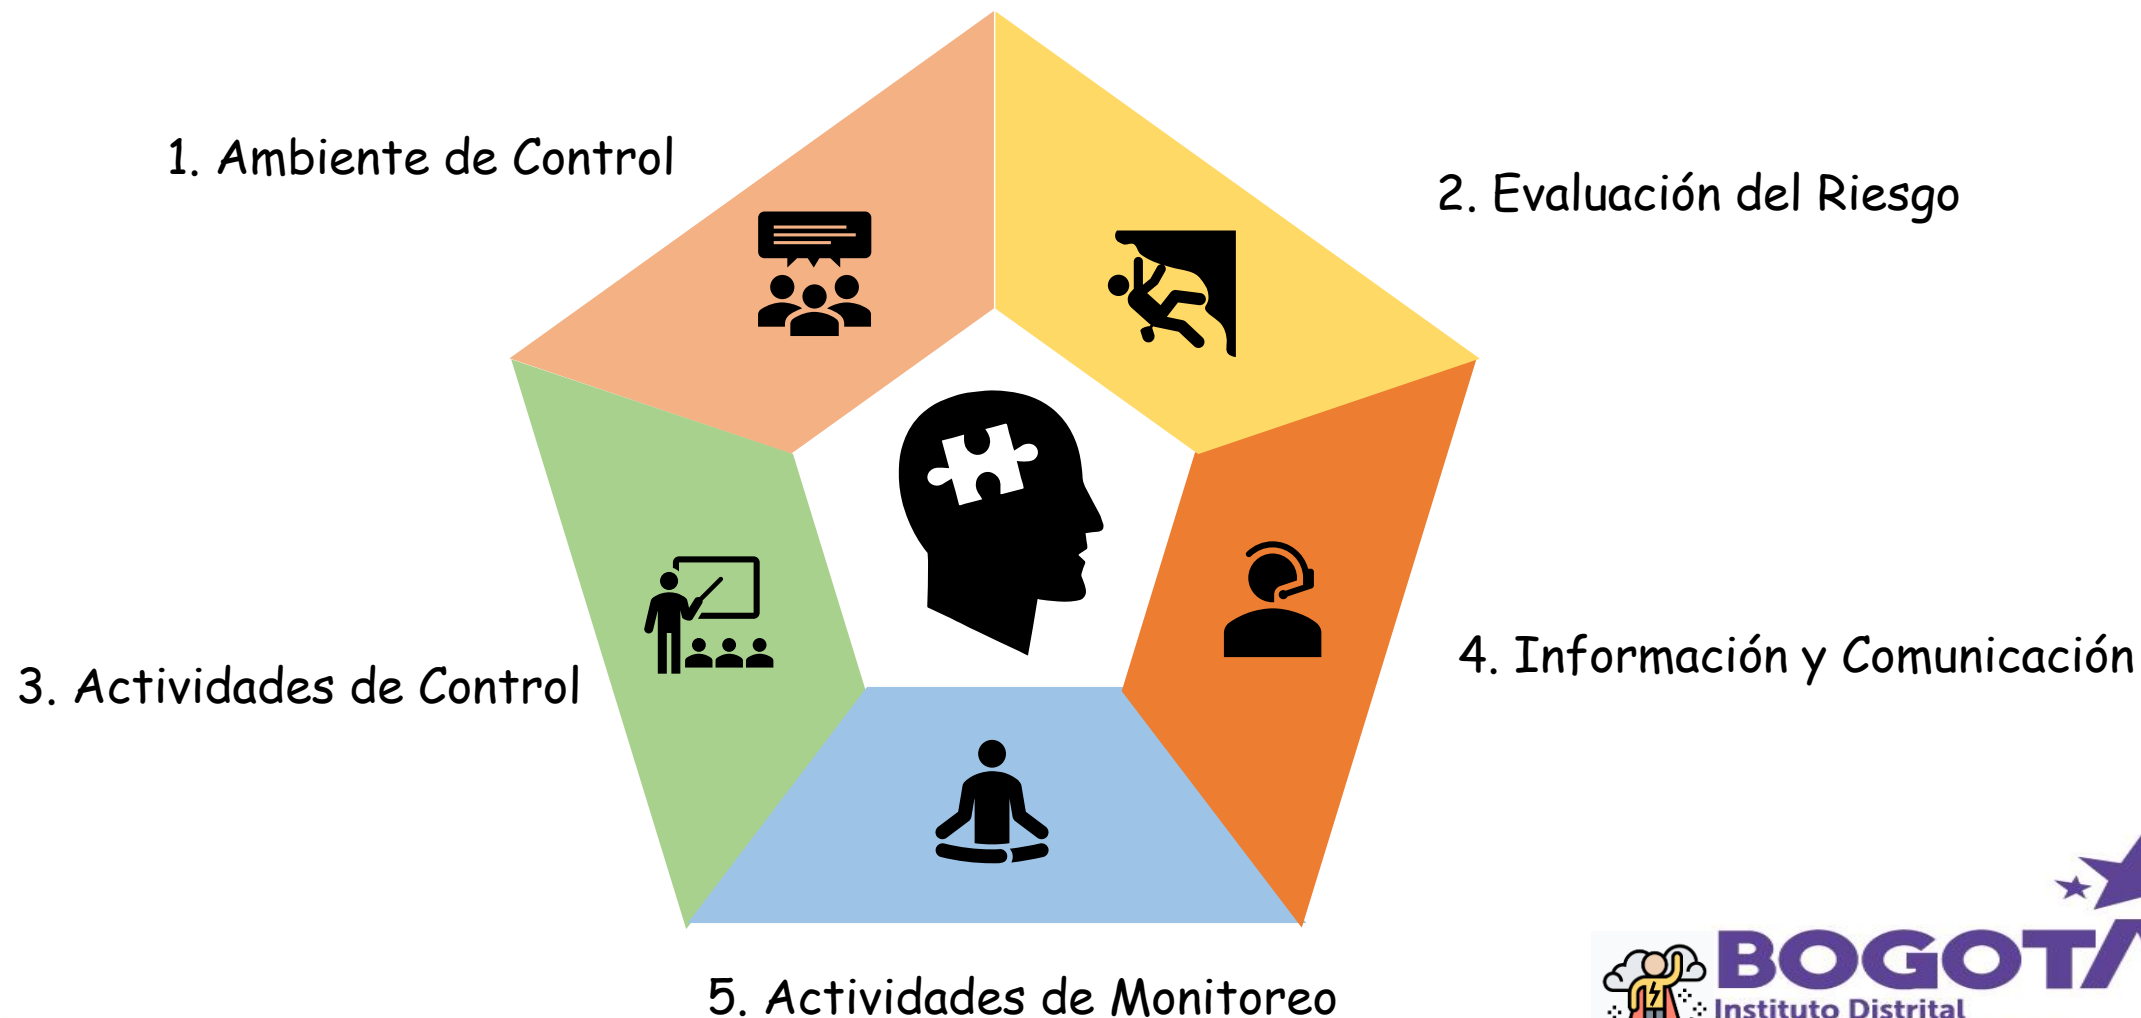 1. Ambiente de Control
2. Evaluación del Riesgo
3. Actividades de Control
4. Información y Comunicación
5. Actividades de Monitoreo
BOGOTÁ
Instituto Distrital